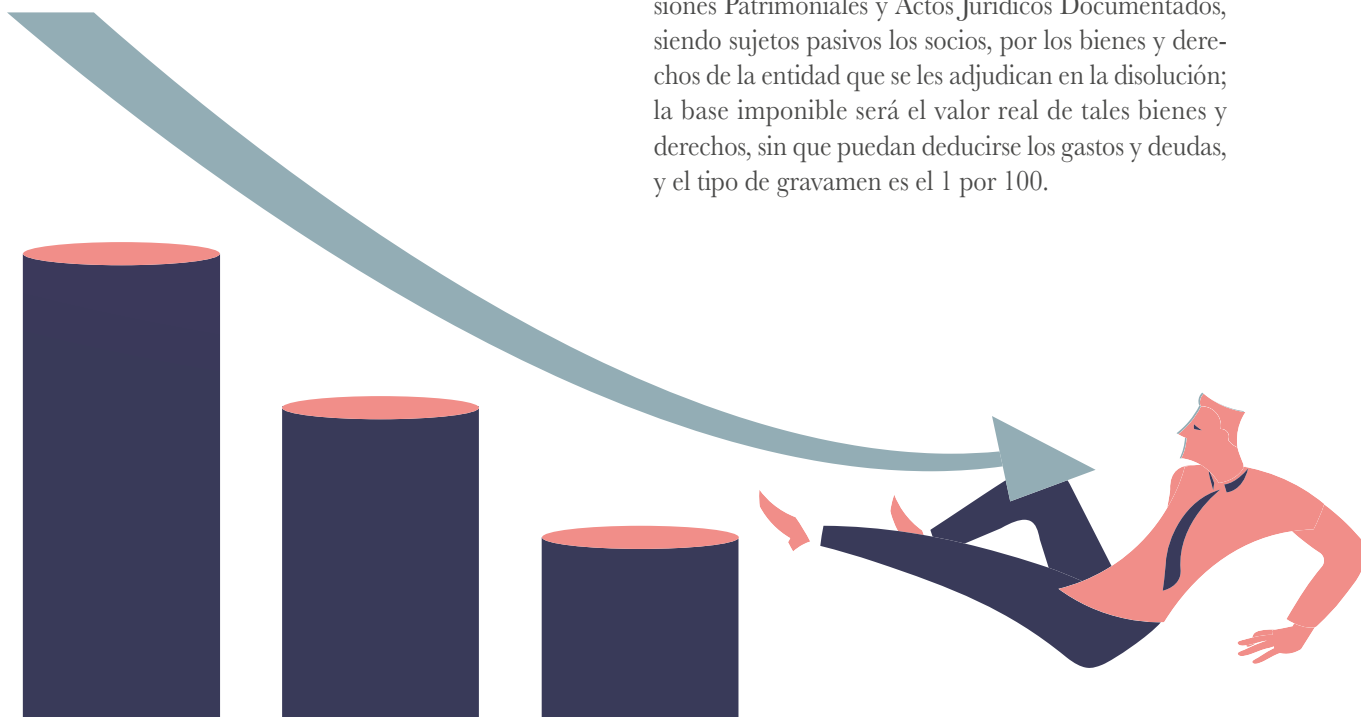 siones Patrimoniales y Actos Jurídicos Documentados,
siendo sujetos pasivos los socios, por los bienes y dere-
chos de la entidad que se les adjudican en la disolución;
la base imponible será el valor real de tales bienes y
derechos, sin que puedan deducirse los gastos y deudas,
y el tipo de gravamen es el 1 por 100.